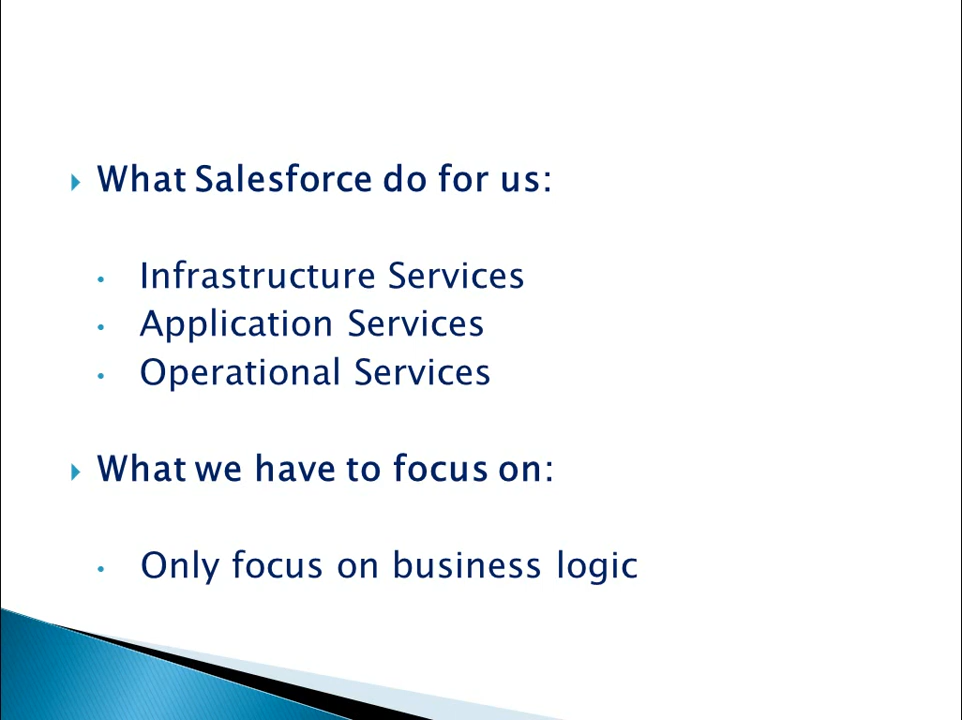 What Salesforce do for us:
Infrastructure Services
Application Services
Operational Services
What we have to focus on:
Only focus on business logic